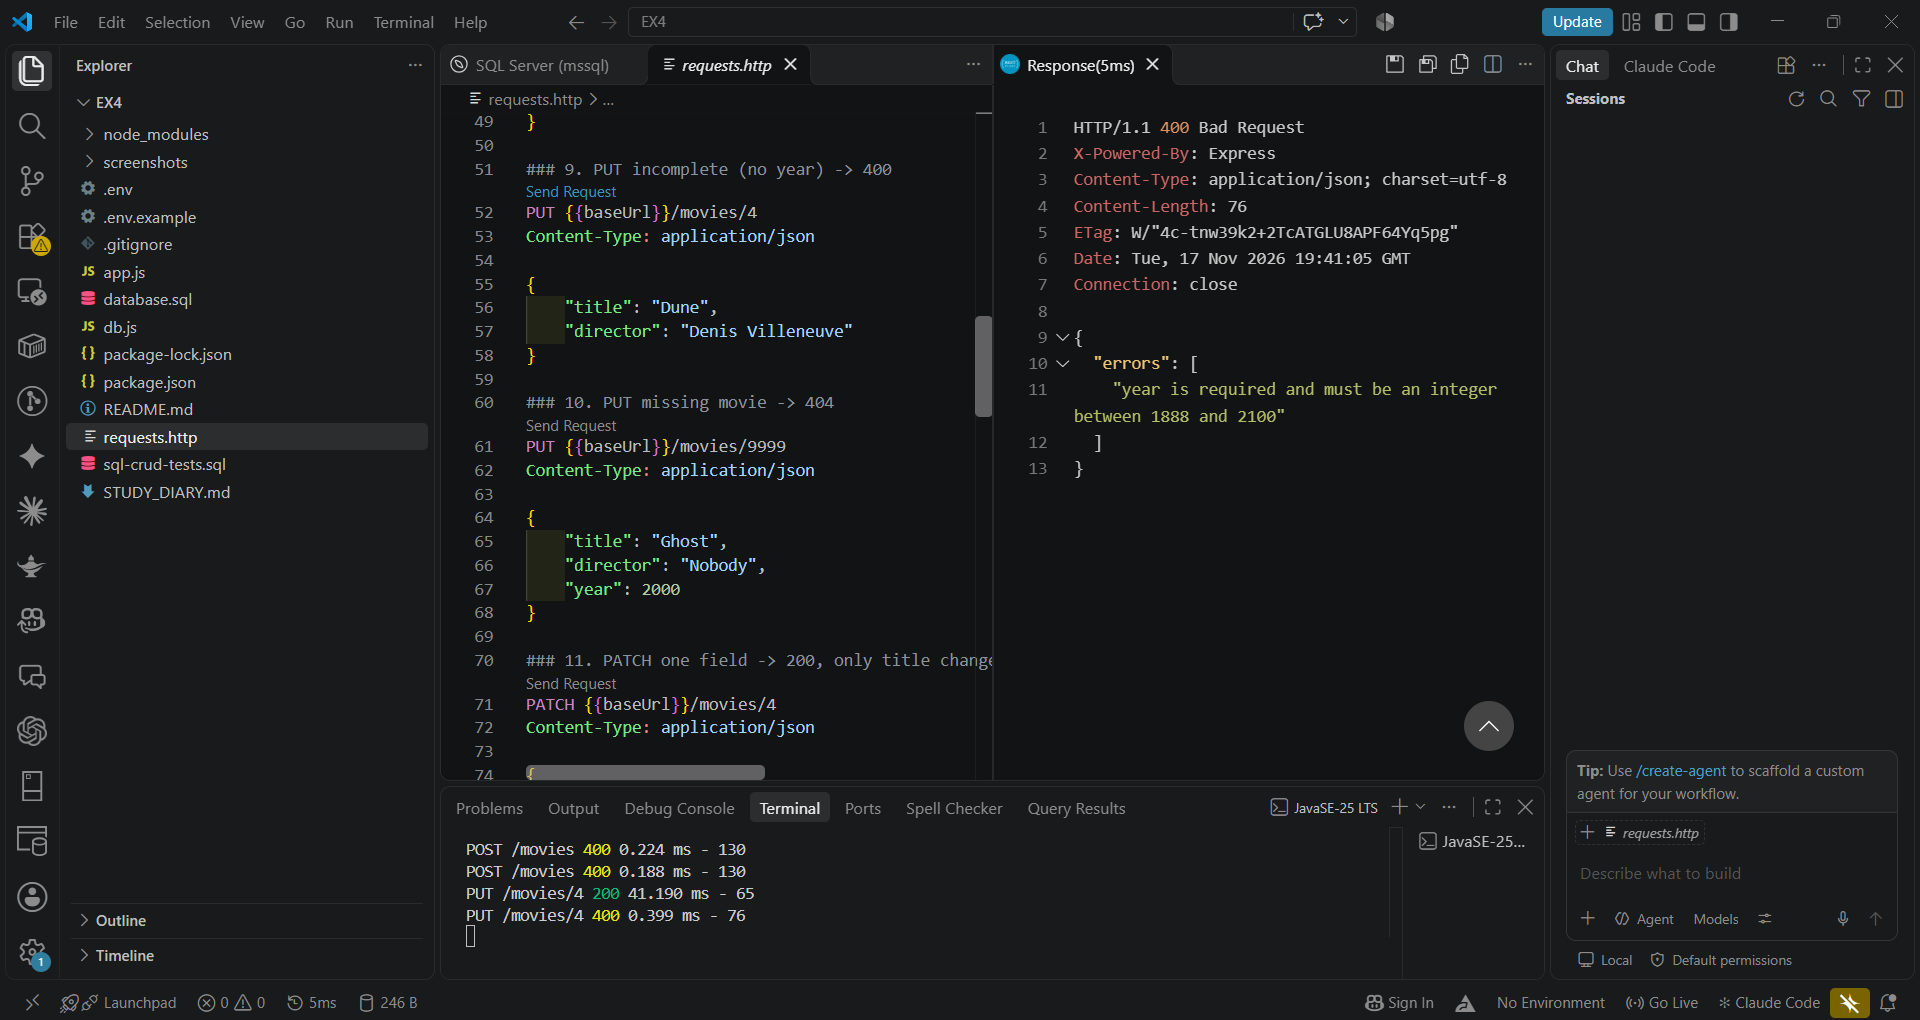 File Edit Selection View Go Run Terminal Help
EX4
Update
Explorer
EX4
node_modules
screenshots
.env
.env.example
.gitignore
JS app.js
database.sql
JS db.js
{} package-lock.json
{} package.json
README.md
requests.http
sql-crud-tests.sql
STUDY_DIARY.md
Outline
Timeline
SQL Server (mssql)
requests.http
requests.http > ...
49 }
50
51 ### 9. PUT incomplete (no year) -> 400
Send Request
52 PUT {{baseUrl}}/movies/4
53 Content-Type: application/json
54
55 {
56 "title": "Dune",
57 "director": "Denis Villeneuve"
58 }
59
60 ### 10. PUT missing movie -> 404
Send Request
61 PUT {{baseUrl}}/movies/9999
62 Content-Type: application/json
63
64 {
65 "title": "Ghost",
66 "director": "Nobody",
67 "year": 2000
68 }
69
70 ### 11. PATCH one field -> 200, only title change
Send Request
71 PATCH {{baseUrl}}/movies/4
72 Content-Type: application/json
73
74 {
Response(5ms)
1 HTTP/1.1 400 Bad Request
2 X-Powered-By: Express
3 Content-Type: application/json; charset=utf-8
4 Content-Length: 76
5 ETag: W/"4c-tnw39k2+2TcATGLU8APF64Yq5pg"
6 Date: Tue, 17 Nov 2026 19:41:05 GMT
7 Connection: close
8
9 {
10 "errors": [
11 "year is required and must be an integer
between 1888 and 2100"
12 ]
13 }
Problems Output Debug Console Terminal Ports Spell Checker Query Results
JavaSE-25 LTS
POST /movies 400 0.224 ms - 130
POST /movies 400 0.188 ms - 130
PUT /movies/4 200 41.190 ms - 65
PUT /movies/4 400 0.399 ms - 76
JavaSE-25...
Chat Claude Code
Sessions
Tip: Use /create-agent to scaffold a custom
agent for your workflow.
requests.http
Describe what to build
Agent Models
Local Default permissions
1
Launchpad 0 0 5ms 246 B
Sign In No Environment Go Live Claude Code